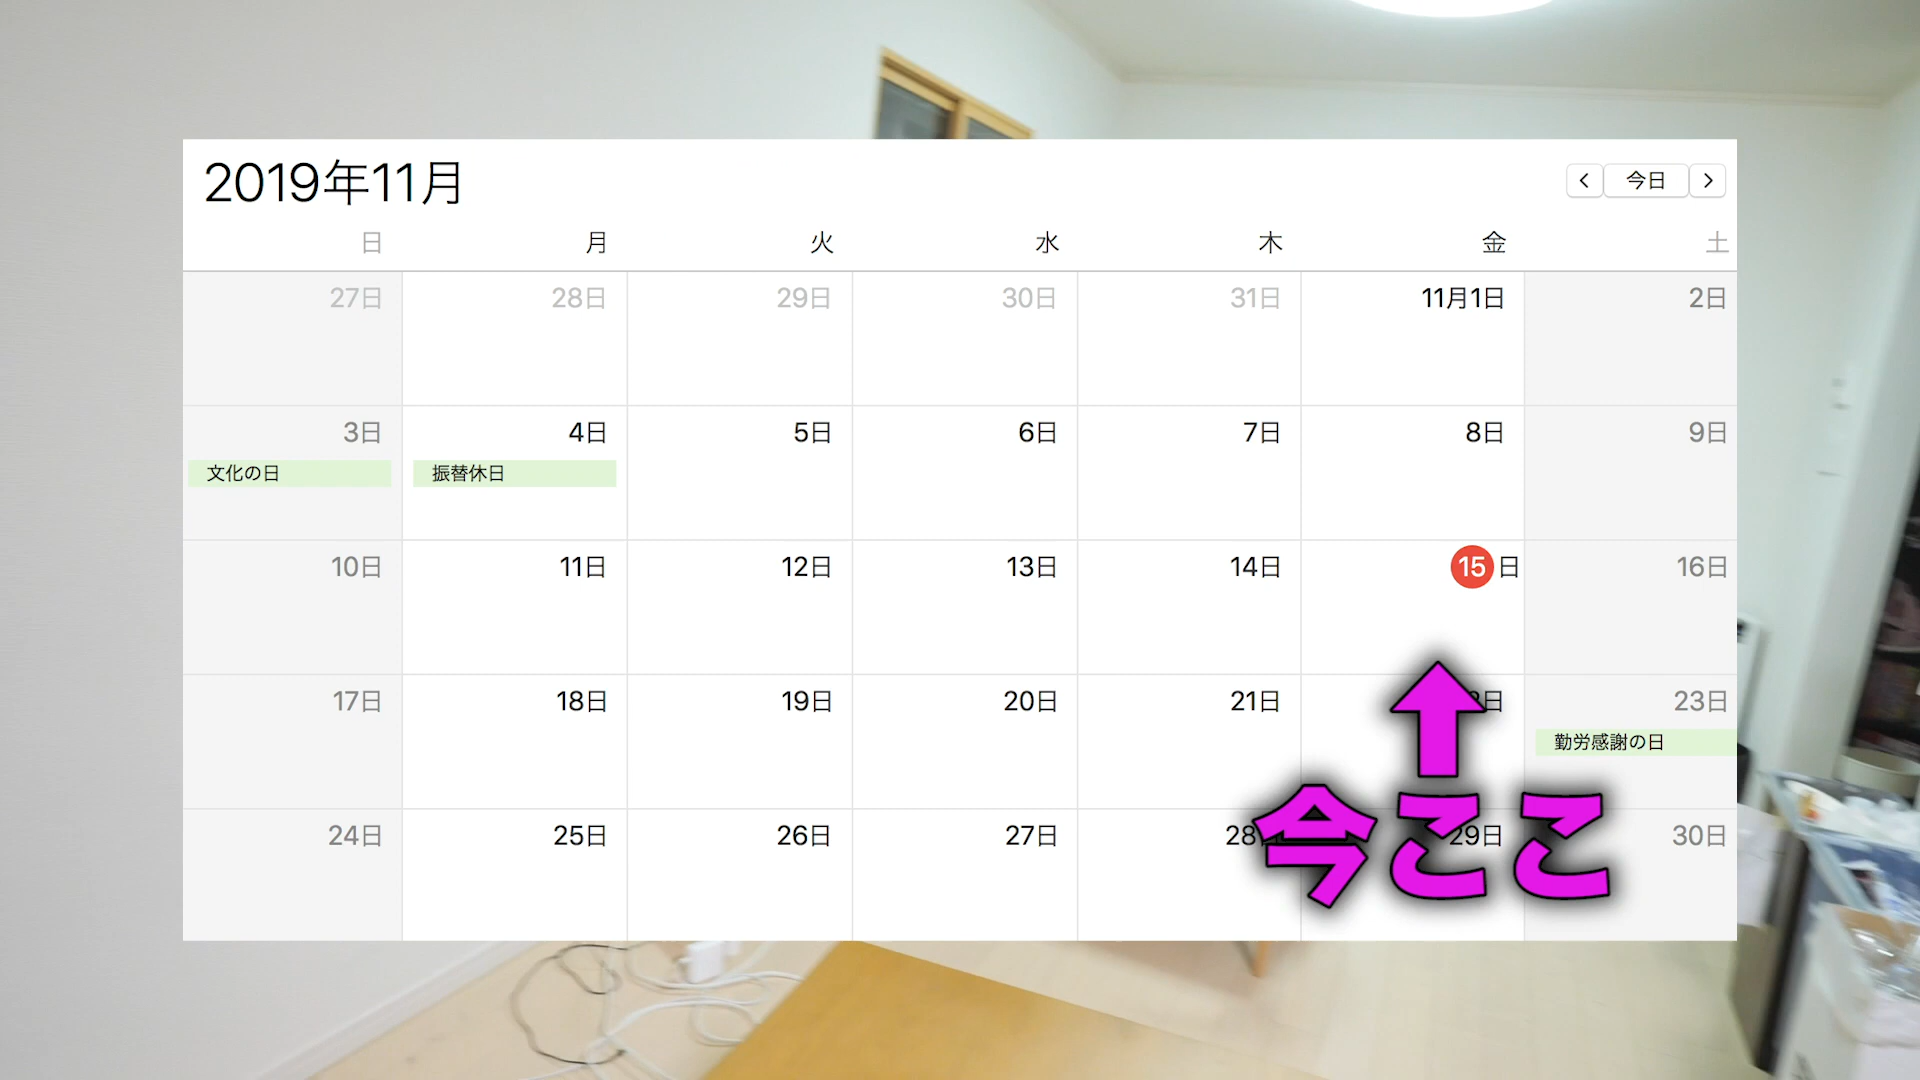 2019年11月
今日
日 月 火 水 木 金 土
27日 28日 29日 30日 31日 11月1日 2日
3日 4日 5日 6日 7日 8日 9日
文化の日 振替休日
10日 11日 12日 13日 14日 15日 16日
17日 18日 19日 20日 21日 日 23日
勤労感謝の日
24日 25日 26日 27日 28 29日 30日
今ここ